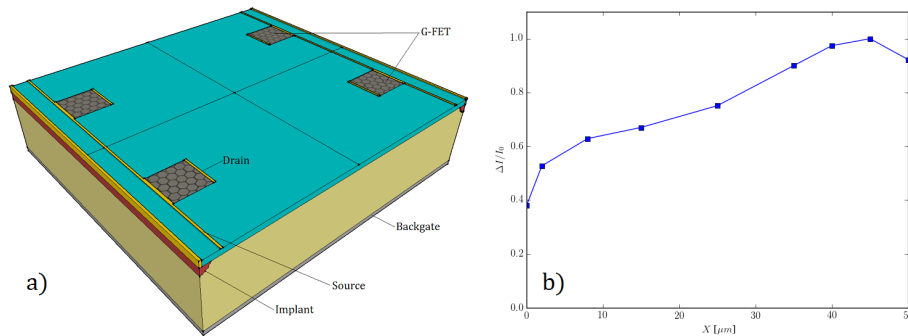 G-FET
Drain
Backgate
Source
Implant
a)
ΔI/I₀
1.0
0.8
0.6
0.4
0.2
0.0
0
10
20
30
40
50
X [μm]
b)